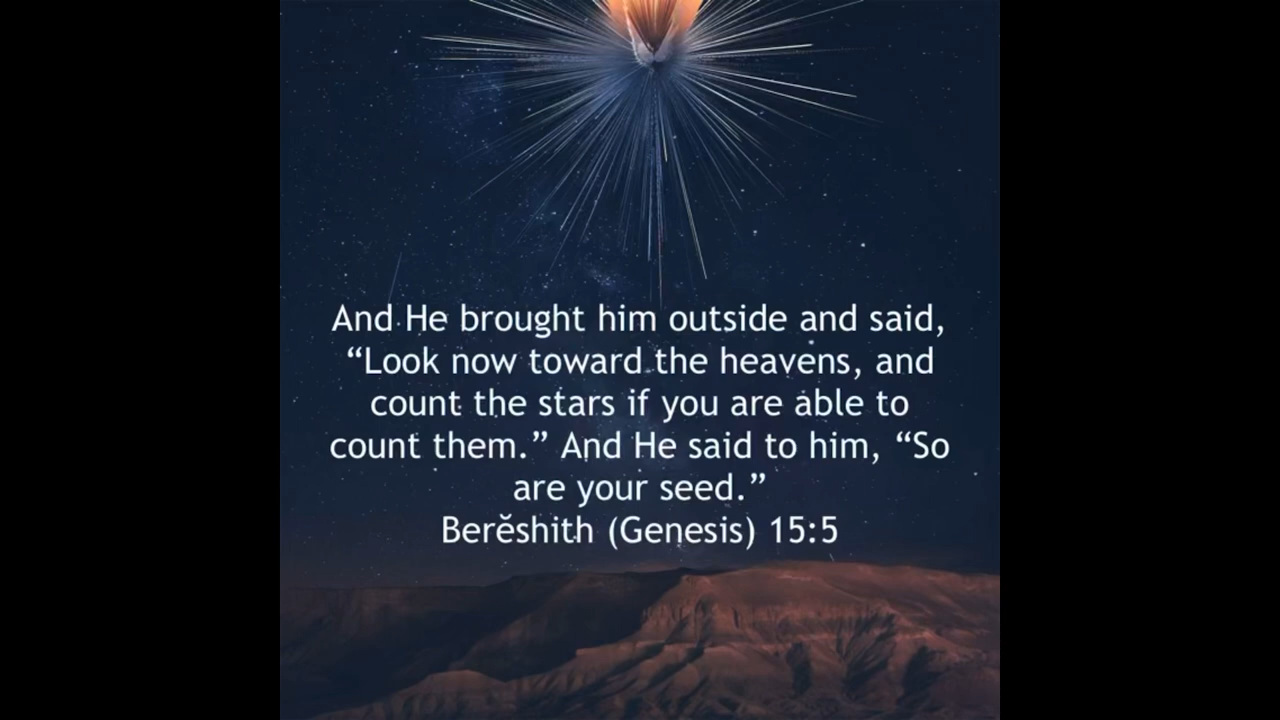 And He brought him outside and said,
“Look now toward the heavens, and
count the stars if you are able to
count them.” And He said to him, “So
are your seed.”
Berĕshith (Genesis) 15:5